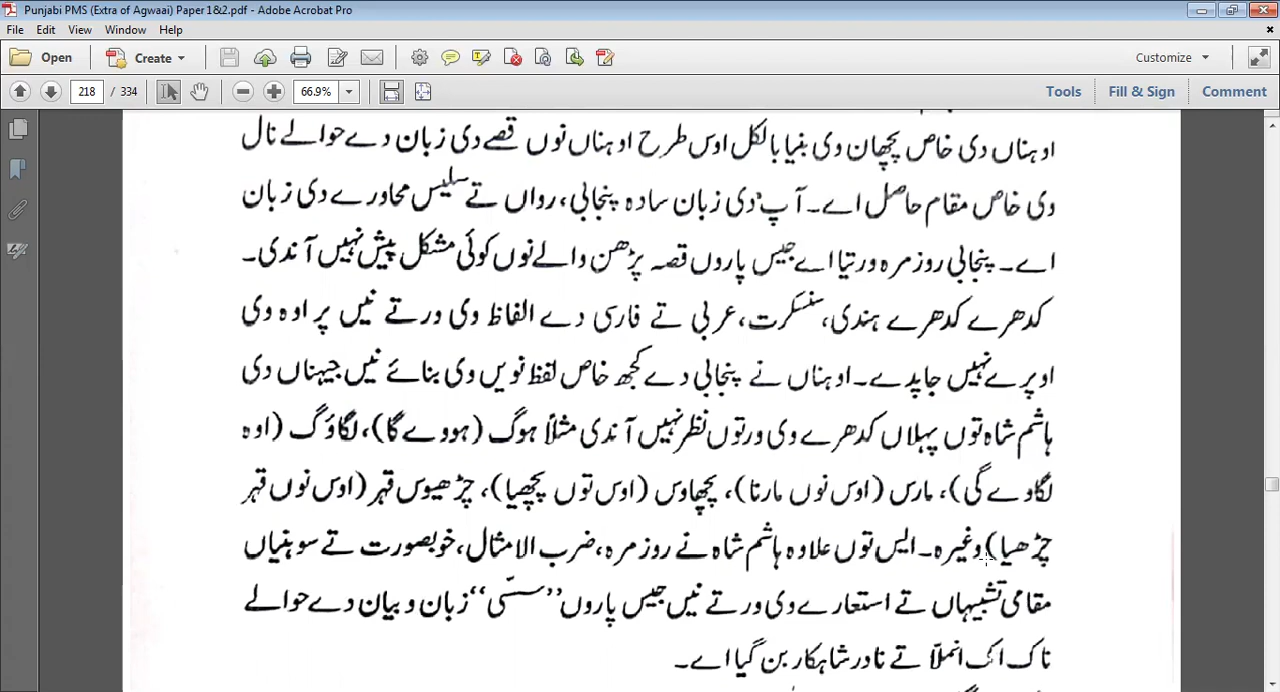 Punjabi PMS (Extra of Agwaai) Paper 1&2.pdf - Adobe Acrobat Pro
File Edit View Window Help
Open Create Customize
218 / 334 66.9% Tools Fill & Sign Comment
اوہناں دی خاص پچھان وی بنیا بالکل اوس طرح اوہناں نوں قصے دی زبان دے حوالے نال
وی خاص مقام حاصل اے۔ آپ دی زبان سادہ پنجابی، رواں تے سلیس محاورے دی زبان
اے۔ پنجابی روزمرہ ورتیا اے جیس پاروں قصہ پڑھن والے نوں کوئی مشکل پیش نہیں آندی۔
کدھرے کدھرے ہندی، سنسکرت، عربی تے فارسی دے الفاظ وی ورتے نیں پر اوہ وی
اوپرے نہیں جاپدے۔ اوہناں نے پنجابی دے کجھ خاص لفظ نویں وی بنائے نیں جیہناں دی
ہاشم شاہ توں پہلاں کدھرے وی ورتوں نظر نہیں آندی مثلاً ہوگ (ہووے گا)، لگاؤگ (اوہ
لگاوے گی)، مارس (اوس نوں مارنا)، پچھاوس (اوس توں پچھیا)، چڑھیوس قہر (اوس نوں قہر
چڑھیا) وغیرہ۔ ایس توں علاوہ ہاشم شاہ نے روزمرہ، ضرب الامثال، خوبصورت تے سوہنیاں
مقامی تشبیہاں تے استعارے وی ورتے نیں جیس پاروں ’’سسّی‘‘ زبان و بیان دے حوالے
ناک اک انملّا تے نادر شاہکار بن گیا اے۔